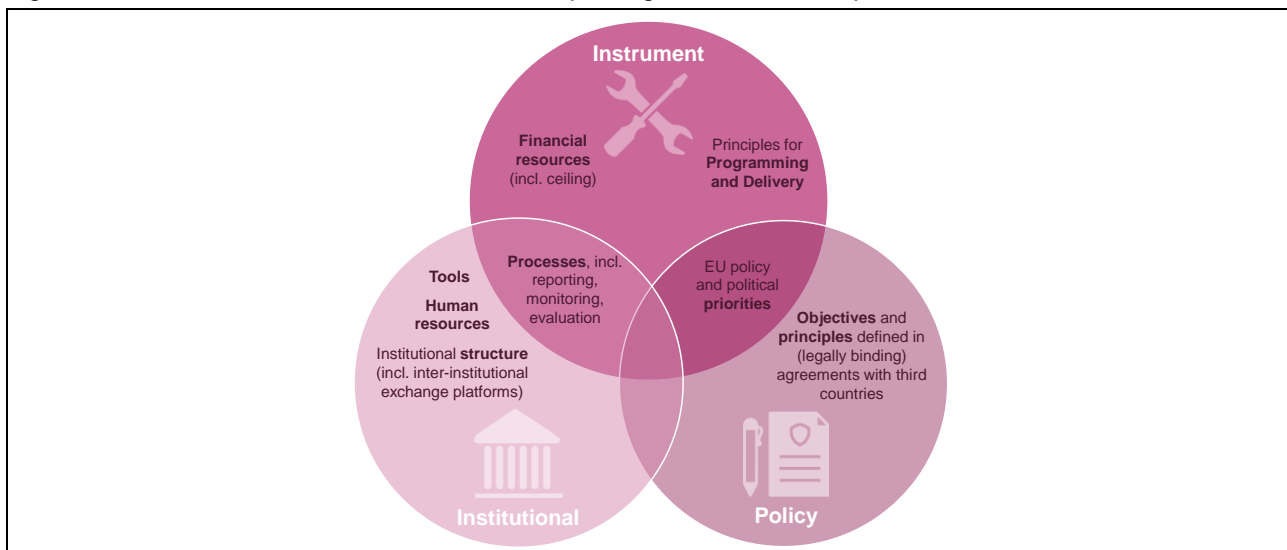 Instrument
Financial
resources
(incl. ceiling)
Principles for
Programming
and Delivery
Processes, incl.
reporting,
monitoring,
evaluation
EU policy
and political
priorities
Tools
Human
resources
Institutional structure
(incl. inter-institutional
exchange platforms)
Objectives and
principles defined in
(legally binding)
agreements with third
countries
Institutional
Policy